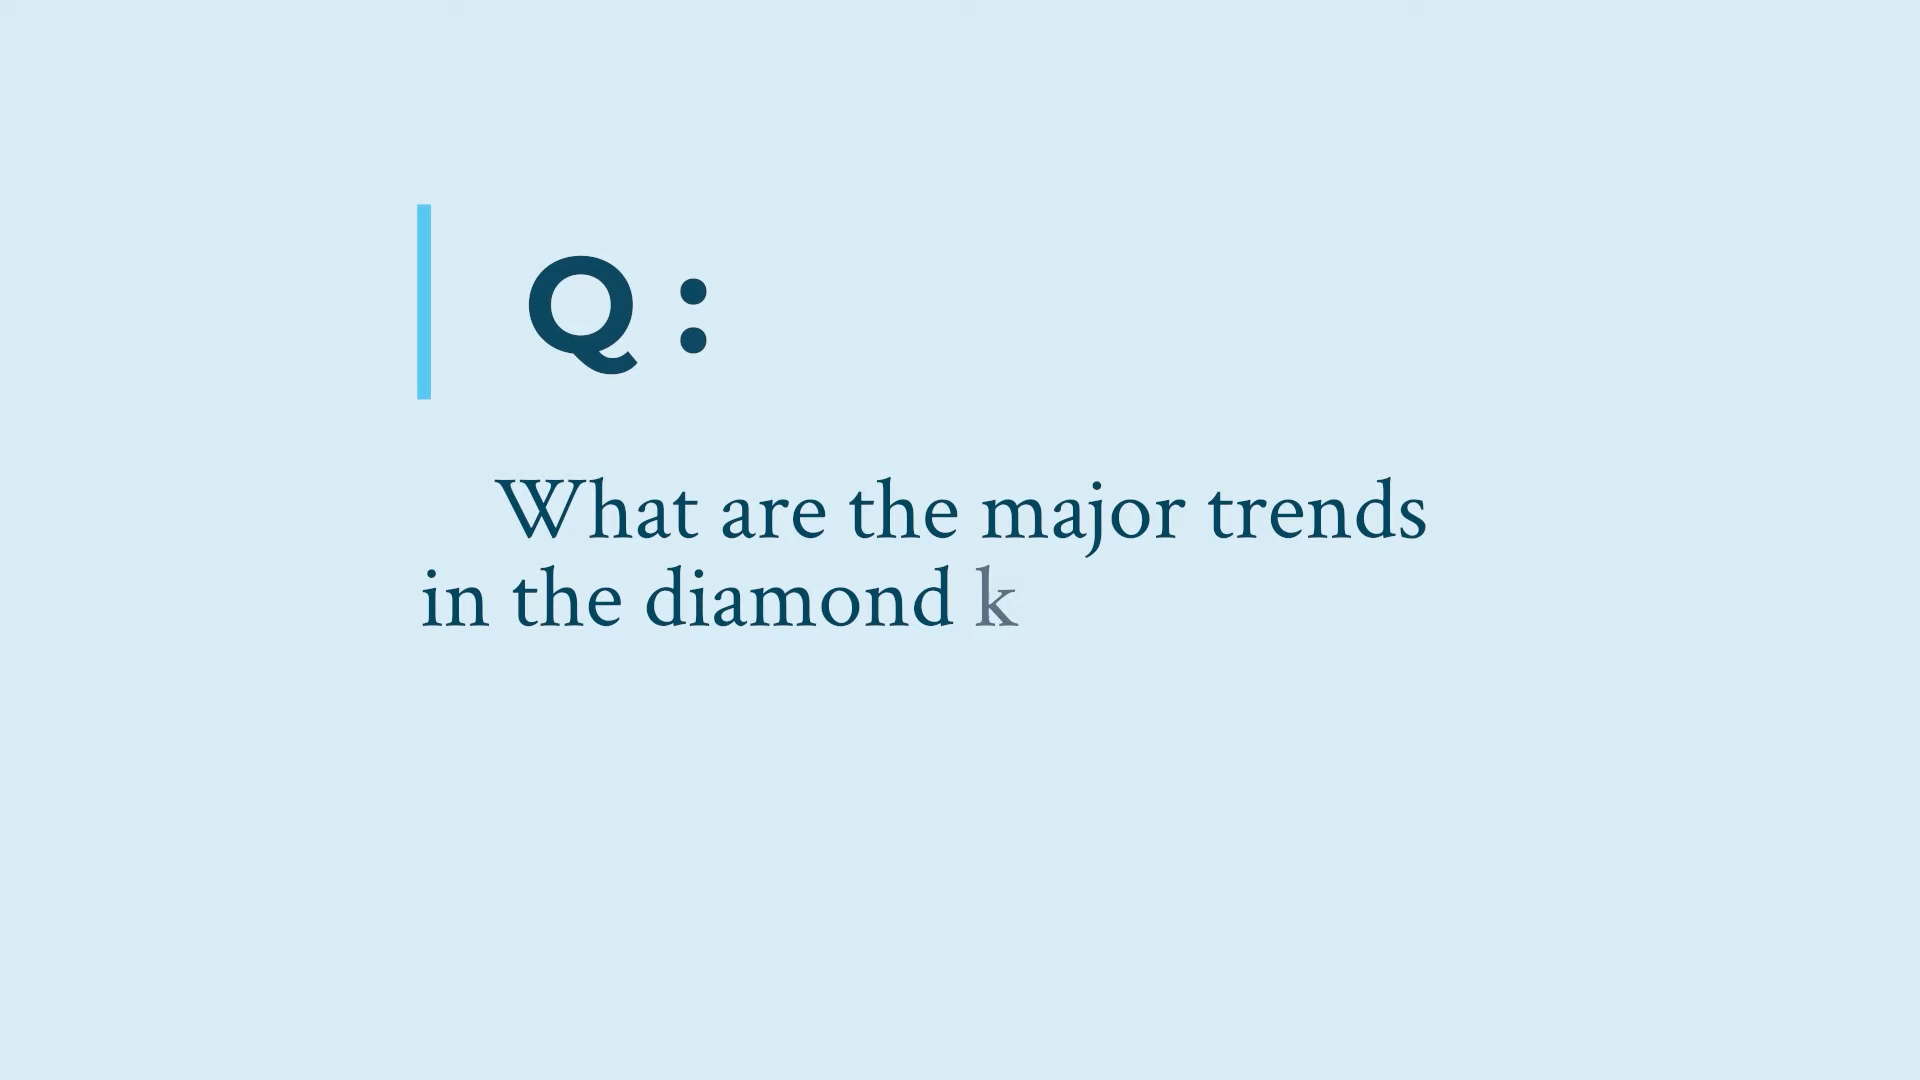 Q :
What are the major trends
in the diamond k